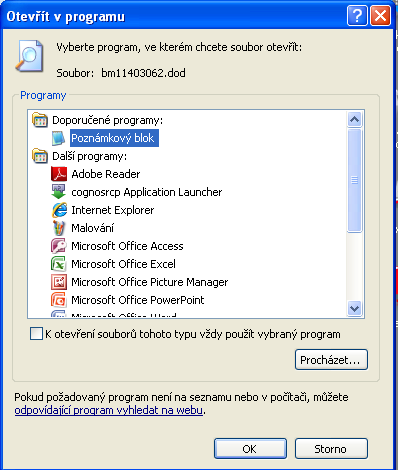 Otevřít v programu
Vyberte program, ve kterém chcete soubor otevřít:
Soubor: bm11403062.dod
Programy
Doporučené programy:
Poznámkový blok
Další programy:
Adobe Reader
cognosrcp Application Launcher
Internet Explorer
Malování
Microsoft Office Access
Microsoft Office Excel
Microsoft Office Picture Manager
Microsoft Office PowerPoint
Microsoft Office Word
K otevření souborů tohoto typu vždy použít vybraný program
Procházet...
Pokud požadovaný program není na seznamu nebo v počítači, můžete
odpovídající program vyhledat na webu.
OK
Storno